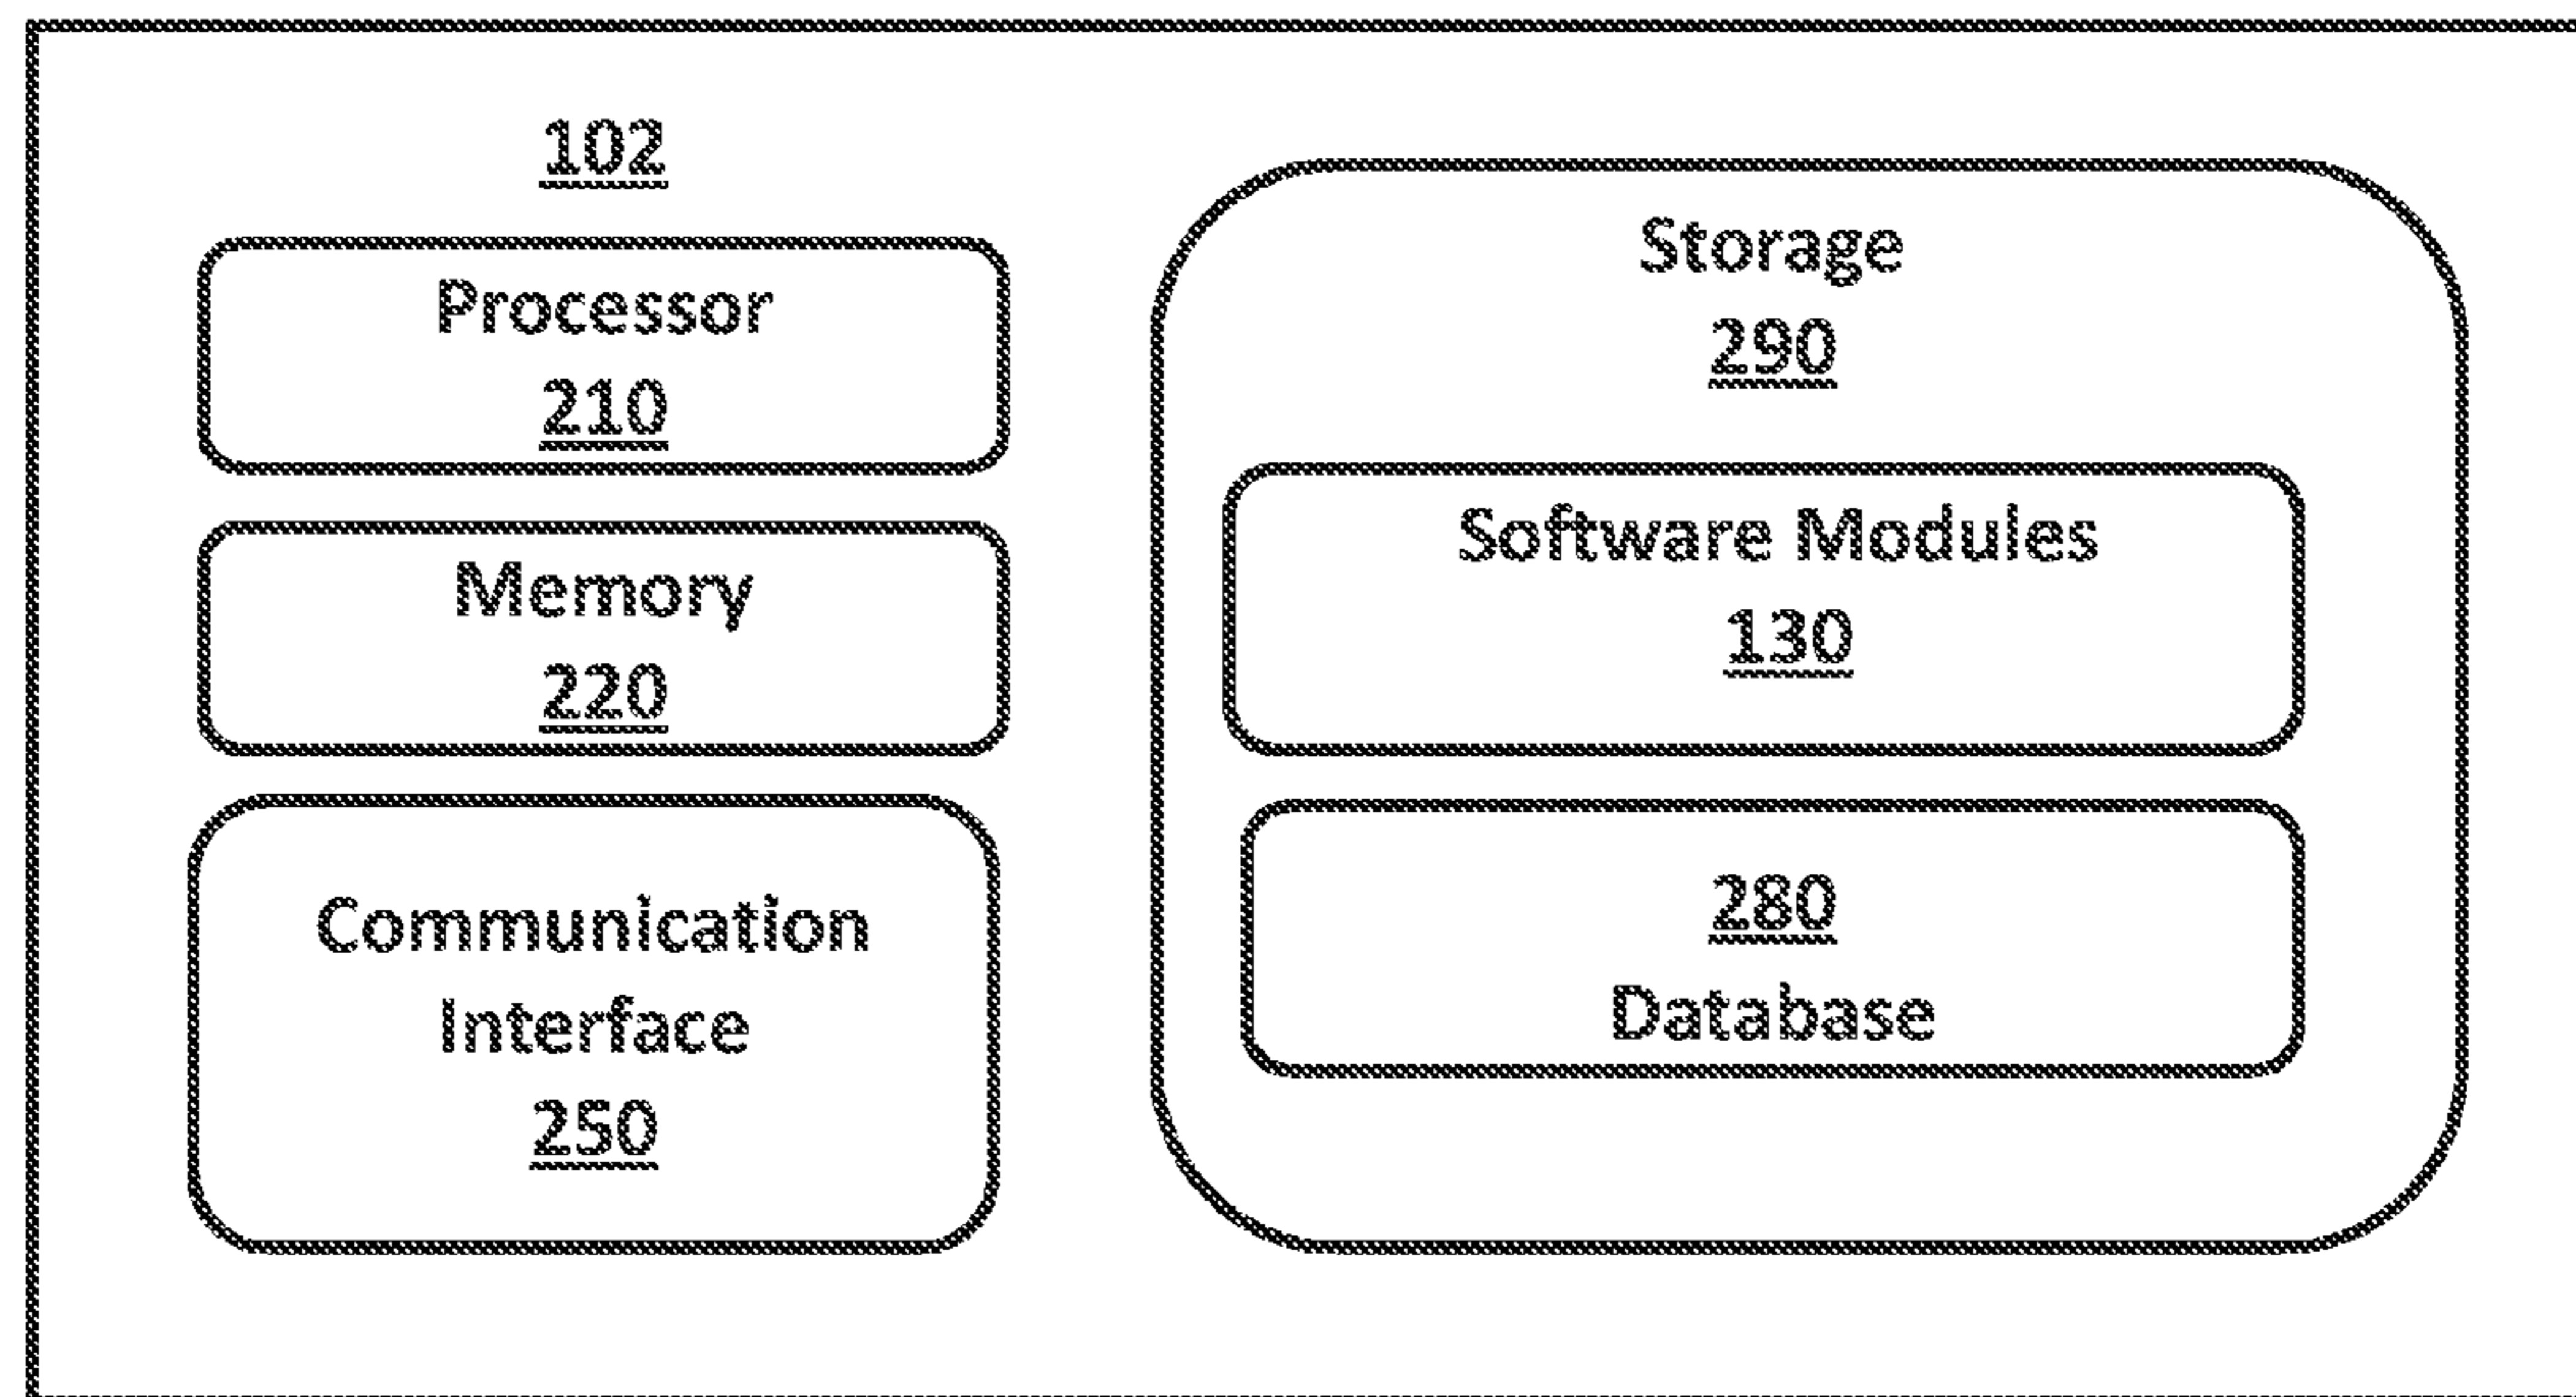 102
Processor
210
Memory
220
Communication
Interface
250
Storage
290
Software Modules
130
280
Database